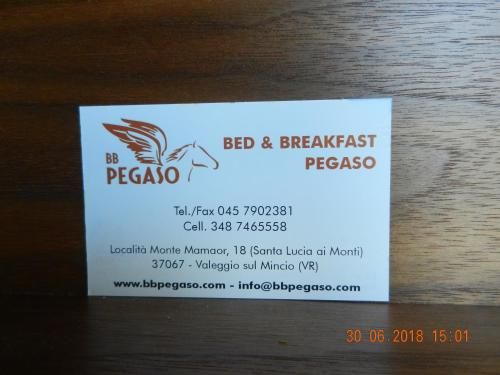 BB
PEGASO
BED & BREAKFAST
PEGASO
Tel./Fax 045 7902381
Cell. 348 7465558
Località Monte Mamaor, 18 (Santa Lucia ai Monti)
37067 - Valeggio sul Mincio (VR)
www.bbpegaso.com - info@bbpegaso.com
30.06.2018 15:01